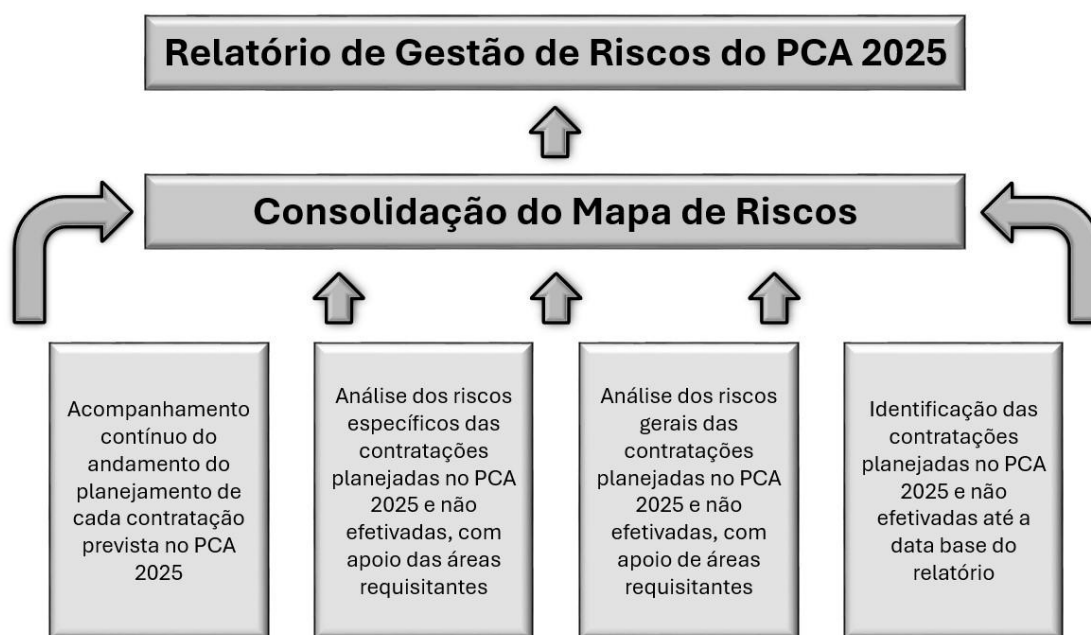 Relatório de Gestão de Riscos do PCA 2025
Consolidação do Mapa de Riscos
Acompanhamento
contínuo do
andamento do
planejamento de
cada contratação
prevista no PCA
2025
Análise dos riscos
específicos das
contratações
planejadas no PCA
2025 e não
efetivadas, com
apoio das áreas
requisitantes
Análise dos riscos
gerais das
contratações
planejadas no PCA
2025 e não
efetivadas, com
apoio de áreas
requisitantes
Identificação das
contratações
planejadas no PCA
2025 e não
efetivadas até a
data base do
relatório